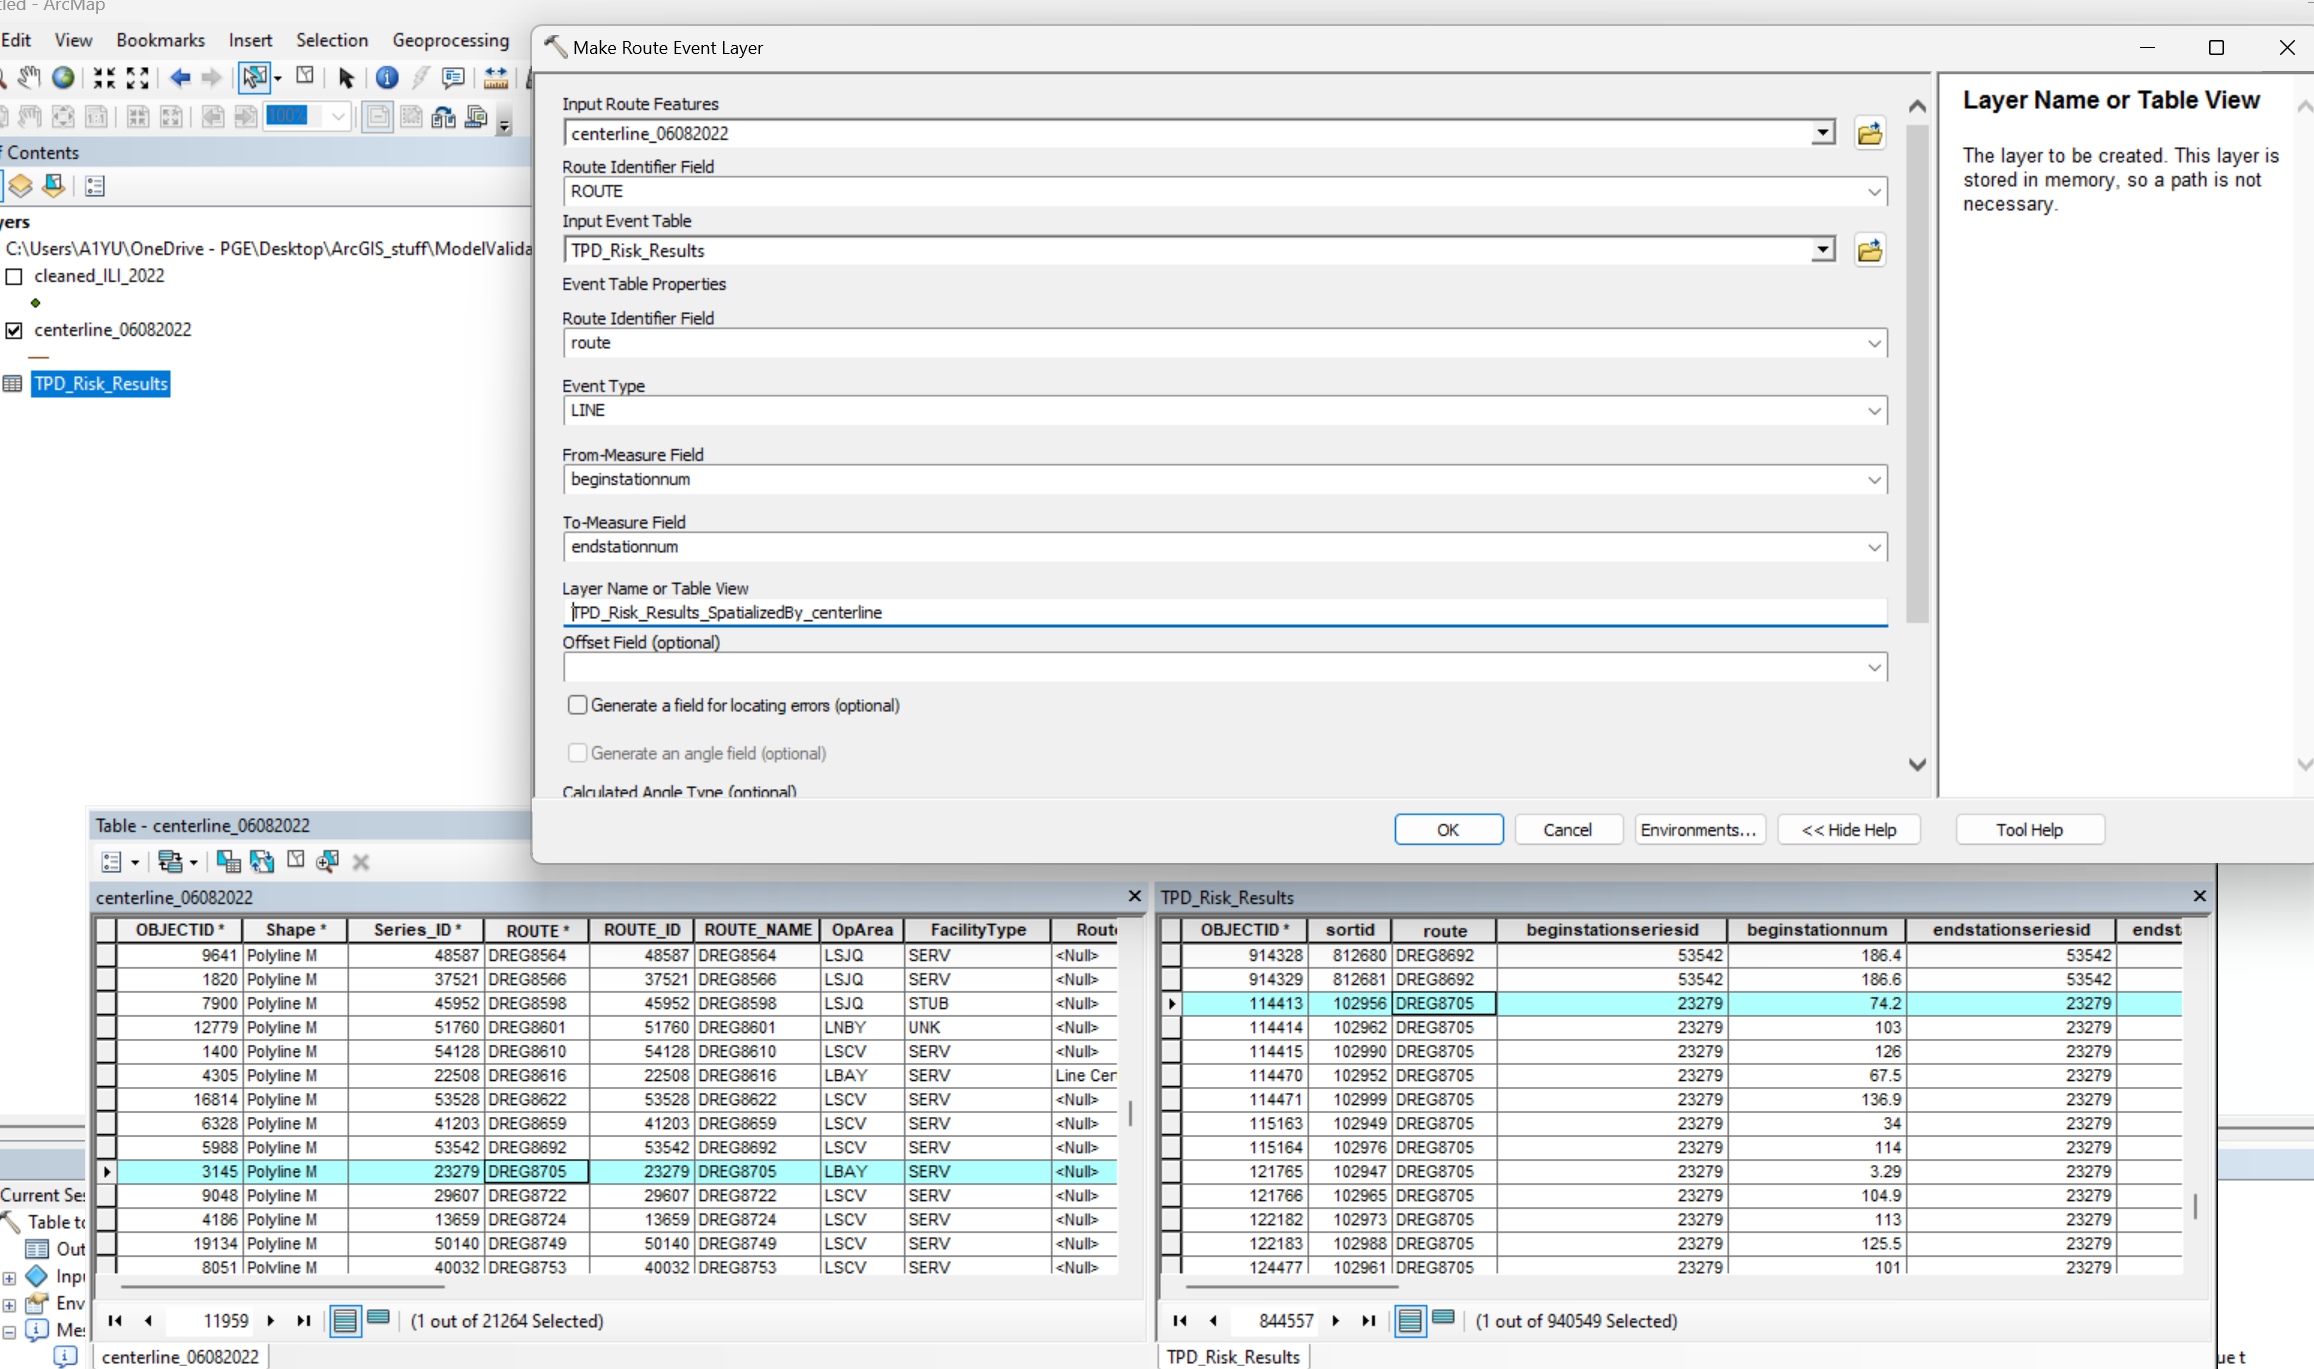 tled - ArcMap
Edit View Bookmarks Insert Selection Geoprocessing
100%
f Contents
yers
C:\Users\A1YU\OneDrive - PGE\Desktop\ArcGIS_stuff\ModelValida
cleaned_ILI_2022
centerline_06082022
TPD_Risk_Results
Make Route Event Layer
Input Route Features
centerline_06082022
Route Identifier Field
ROUTE
Input Event Table
TPD_Risk_Results
Event Table Properties
Route Identifier Field
route
Event Type
LINE
From-Measure Field
beginstationnum
To-Measure Field
endstationnum
Layer Name or Table View
TPD_Risk_Results_SpatializedBy_centerline
Offset Field (optional)
Generate a field for locating errors (optional)
Generate an angle field (optional)
Calculated Angle Type (optional)
OK Cancel Environments... << Hide Help Tool Help
Layer Name or Table View
The layer to be created. This layer is
stored in memory, so a path is not
necessary.
Table - centerline_06082022
centerline_06082022
OBJECTID * Shape * Series_ID * ROUTE * ROUTE_ID ROUTE_NAME OpArea FacilityType Route
9641 Polyline M 48587 DREG8564 48587 DREG8564 LSJQ SERV <Null>
1820 Polyline M 37521 DREG8566 37521 DREG8566 LSJQ SERV <Null>
7900 Polyline M 45952 DREG8598 45952 DREG8598 LSJQ STUB <Null>
12779 Polyline M 51760 DREG8601 51760 DREG8601 LNBY UNK <Null>
1400 Polyline M 54128 DREG8610 54128 DREG8610 LSCV SERV <Null>
4305 Polyline M 22508 DREG8616 22508 DREG8616 LBAY SERV Line Cen
16814 Polyline M 53528 DREG8622 53528 DREG8622 LSCV SERV <Null>
6328 Polyline M 41203 DREG8659 41203 DREG8659 LSCV SERV <Null>
5988 Polyline M 53542 DREG8692 53542 DREG8692 LSCV SERV <Null>
3145 Polyline M 23279 DREG8705 23279 DREG8705 LBAY SERV <Null>
9048 Polyline M 29607 DREG8722 29607 DREG8722 LSCV SERV <Null>
4186 Polyline M 13659 DREG8724 13659 DREG8724 LSCV SERV <Null>
19134 Polyline M 50140 DREG8749 50140 DREG8749 LSCV SERV <Null>
8051 Polyline M 40032 DREG8753 40032 DREG8753 LSCV SERV <Null>
11959 (1 out of 21264 Selected)
centerline_06082022
TPD_Risk_Results
OBJECTID * sortid route beginstationseriesid beginstationnum endstationseriesid endsta
914328 812680 DREG8692 53542 186.4 53542
914329 812681 DREG8692 53542 186.6 53542
114413 102956 DREG8705 23279 74.2 23279
114414 102962 DREG8705 23279 103 23279
114415 102990 DREG8705 23279 126 23279
114470 102952 DREG8705 23279 67.5 23279
114471 102999 DREG8705 23279 136.9 23279
115163 102949 DREG8705 23279 34 23279
115164 102976 DREG8705 23279 114 23279
121765 102947 DREG8705 23279 3.29 23279
121766 102965 DREG8705 23279 104.9 23279
122182 102973 DREG8705 23279 113 23279
122183 102988 DREG8705 23279 125.5 23279
124477 102961 DREG8705 23279 101 23279
844557 (1 out of 940549 Selected)
TPD_Risk_Results
Current Ses
Table to
Out
Inpu
Env
Mes
ue t